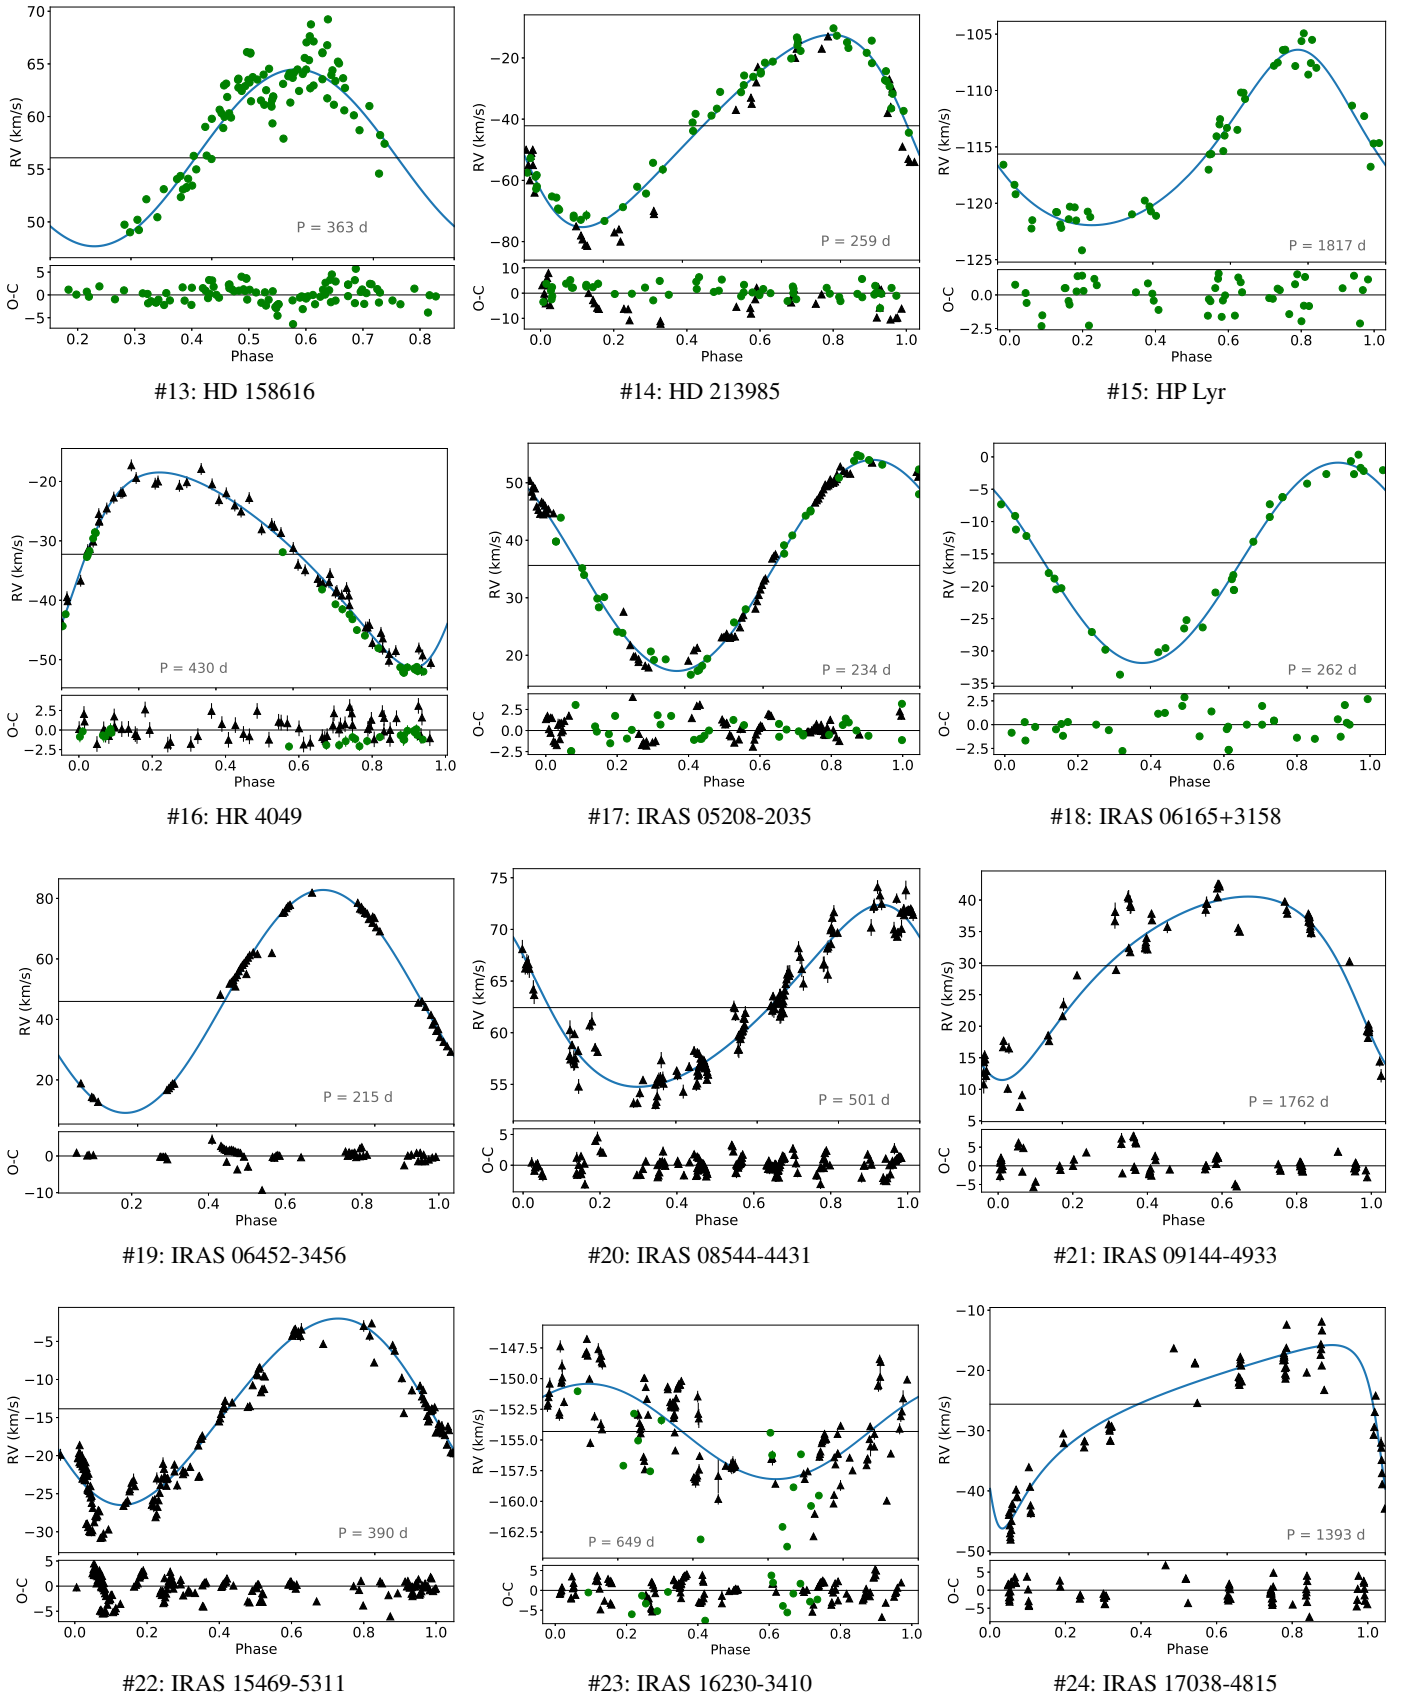 70
65
60
55
50
RV (km/s)
P = 363 d
5
0
−5
O-C
0.2 0.3 0.4 0.5 0.6 0.7 0.8
Phase
#13: HD 158616
−20
−40
−60
−80
RV (km/s)
P = 259 d
10
0
−10
O-C
0.0 0.2 0.4 0.6 0.8 1.0
Phase
#14: HD 213985
−105
−110
−115
−120
−125
RV (km/s)
P = 1817 d
0.0
−2.5
O-C
0.0 0.2 0.4 0.6 0.8 1.0
Phase
#15: HP Lyr
−20
−30
−40
−50
RV (km/s)
P = 430 d
2.5
0.0
−2.5
O-C
0.0 0.2 0.4 0.6 0.8 1.0
Phase
#16: HR 4049
50
40
30
20
RV (km/s)
P = 234 d
2.5
0.0
−2.5
O-C
0.0 0.2 0.4 0.6 0.8 1.0
Phase
#17: IRAS 05208-2035
0
−5
−10
−15
−20
−25
−30
−35
RV (km/s)
P = 262 d
2.5
0.0
−2.5
O-C
0.0 0.2 0.4 0.6 0.8 1.0
Phase
#18: IRAS 06165+3158
80
60
40
20
RV (km/s)
P = 215 d
0
−10
O-C
0.2 0.4 0.6 0.8 1.0
Phase
#19: IRAS 06452-3456
75
70
65
60
55
RV (km/s)
P = 501 d
5
0
−5
O-C
0.0 0.2 0.4 0.6 0.8 1.0
Phase
#20: IRAS 08544-4431
40
35
30
25
20
15
10
5
RV (km/s)
P = 1762 d
5
0
−5
O-C
0.0 0.2 0.4 0.6 0.8 1.0
Phase
#21: IRAS 09144-4933
−5
−10
−15
−20
−25
−30
RV (km/s)
P = 390 d
5
0
−5
O-C
0.0 0.2 0.4 0.6 0.8 1.0
Phase
#22: IRAS 15469-5311
−147.5
−150.0
−152.5
−155.0
−157.5
−160.0
−162.5
RV (km/s)
P = 649 d
5
0
−5
O-C
0.0 0.2 0.4 0.6 0.8 1.0
Phase
#23: IRAS 16230-3410
−10
−20
−30
−40
−50
RV (km/s)
P = 1393 d
5
0
−5
O-C
0.0 0.2 0.4 0.6 0.8 1.0
Phase
#24: IRAS 17038-4815